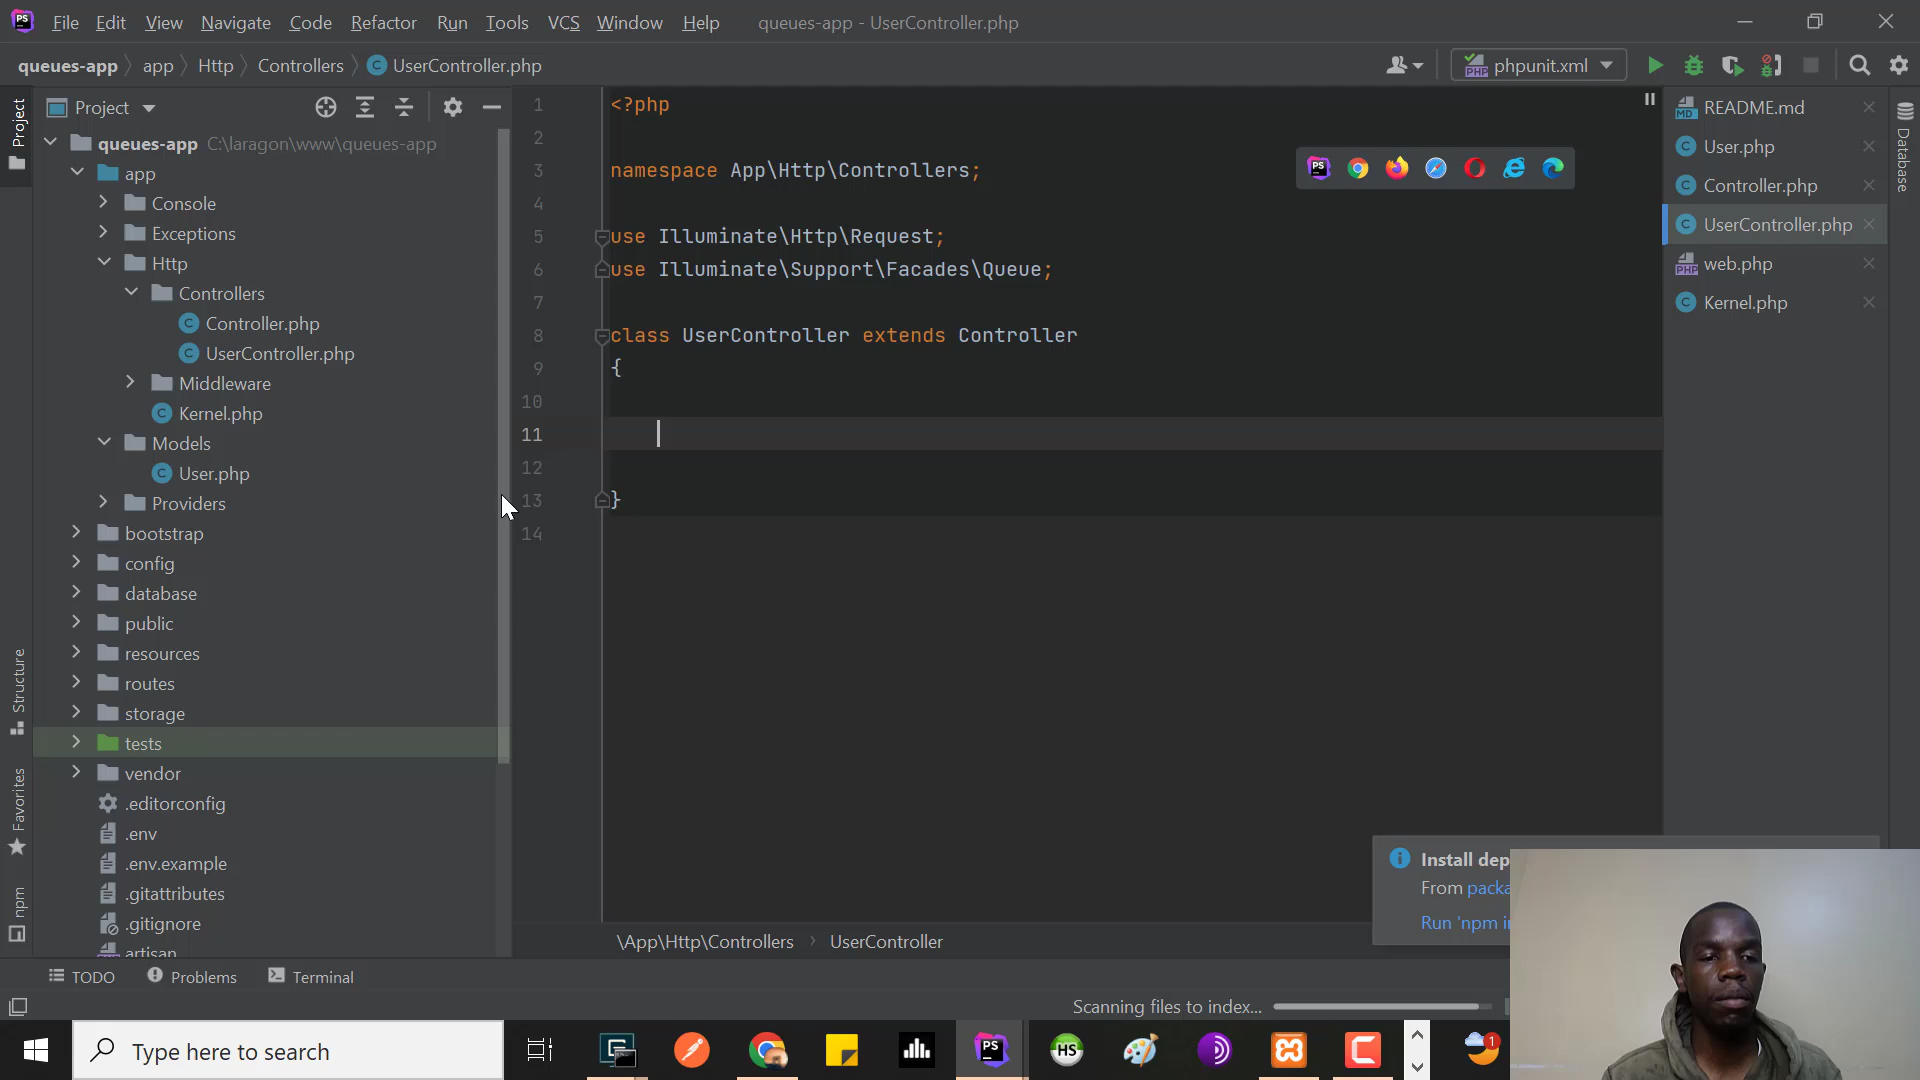 File Edit View Navigate Code Refactor Run Tools VCS Window Help queues-app - UserController.php
queues-app app Http Controllers UserController.php phpunit.xml
Project
queues-app C:\laragon\www\queues-app
app
Console
Exceptions
Http
Controllers
Controller.php
UserController.php
Middleware
Kernel.php
Models
User.php
Providers
bootstrap
config
database
public
resources
routes
storage
tests
vendor
.editorconfig
.env
.env.example
.gitattributes
.gitignore
artisan
Project
Structure
Favorites
npm
1 <?php
2
3 namespace App\Http\Controllers;
4
5 use Illuminate\Http\Request;
6 use Illuminate\Support\Facades\Queue;
7
8 class UserController extends Controller
9 {
10
11
12
13 }
14
README.md
User.php
Controller.php
UserController.php
web.php
Kernel.php
Database
Install dep
From packa
Run 'npm in
\App\Http\Controllers UserController
TODO Problems Terminal
Scanning files to index...
Type here to search
PS
HS
1